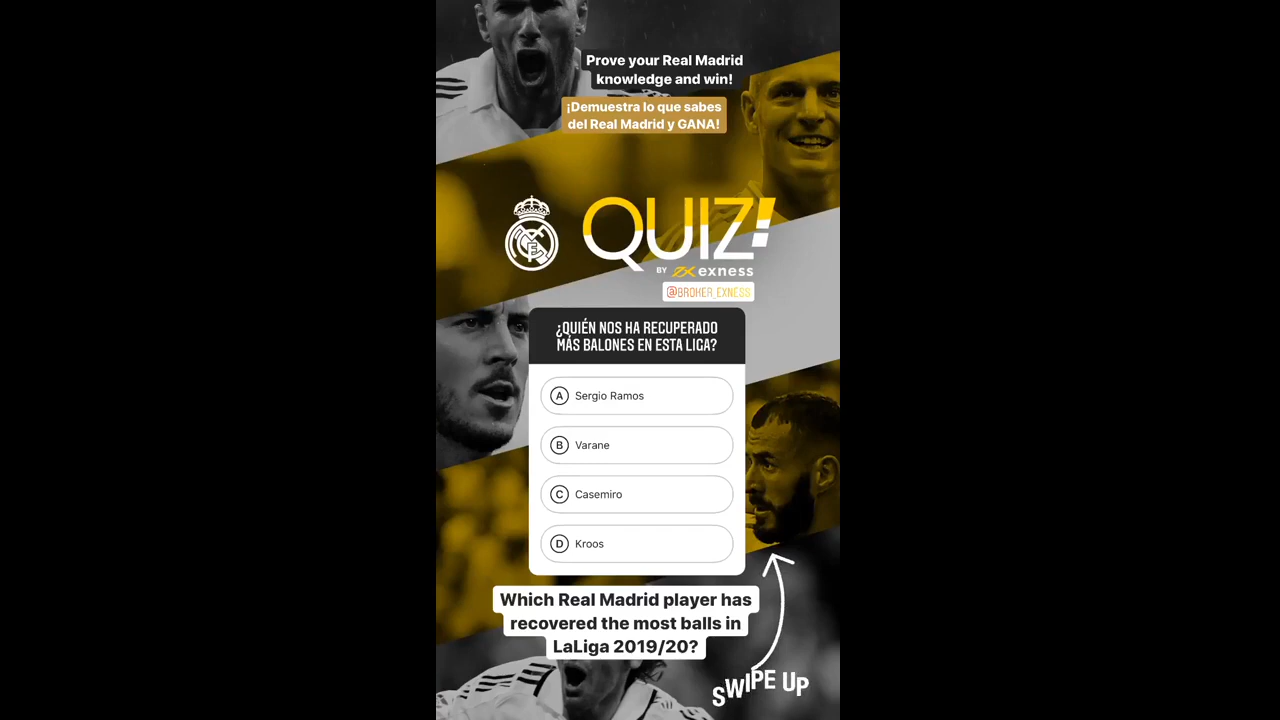 Prove your Real Madrid
knowledge and win!
¡Demuestra lo que sabes
del Real Madrid y GANA!
QUIZ!
BY exness
@BROKER_EXNESS
¿QUIÉN NOS HA RECUPERADO
MÁS BALONES EN ESTA LIGA?
A Sergio Ramos
B Varane
C Casemiro
D Kroos
Which Real Madrid player has
recovered the most balls in
LaLiga 2019/20?
SWIPE UP